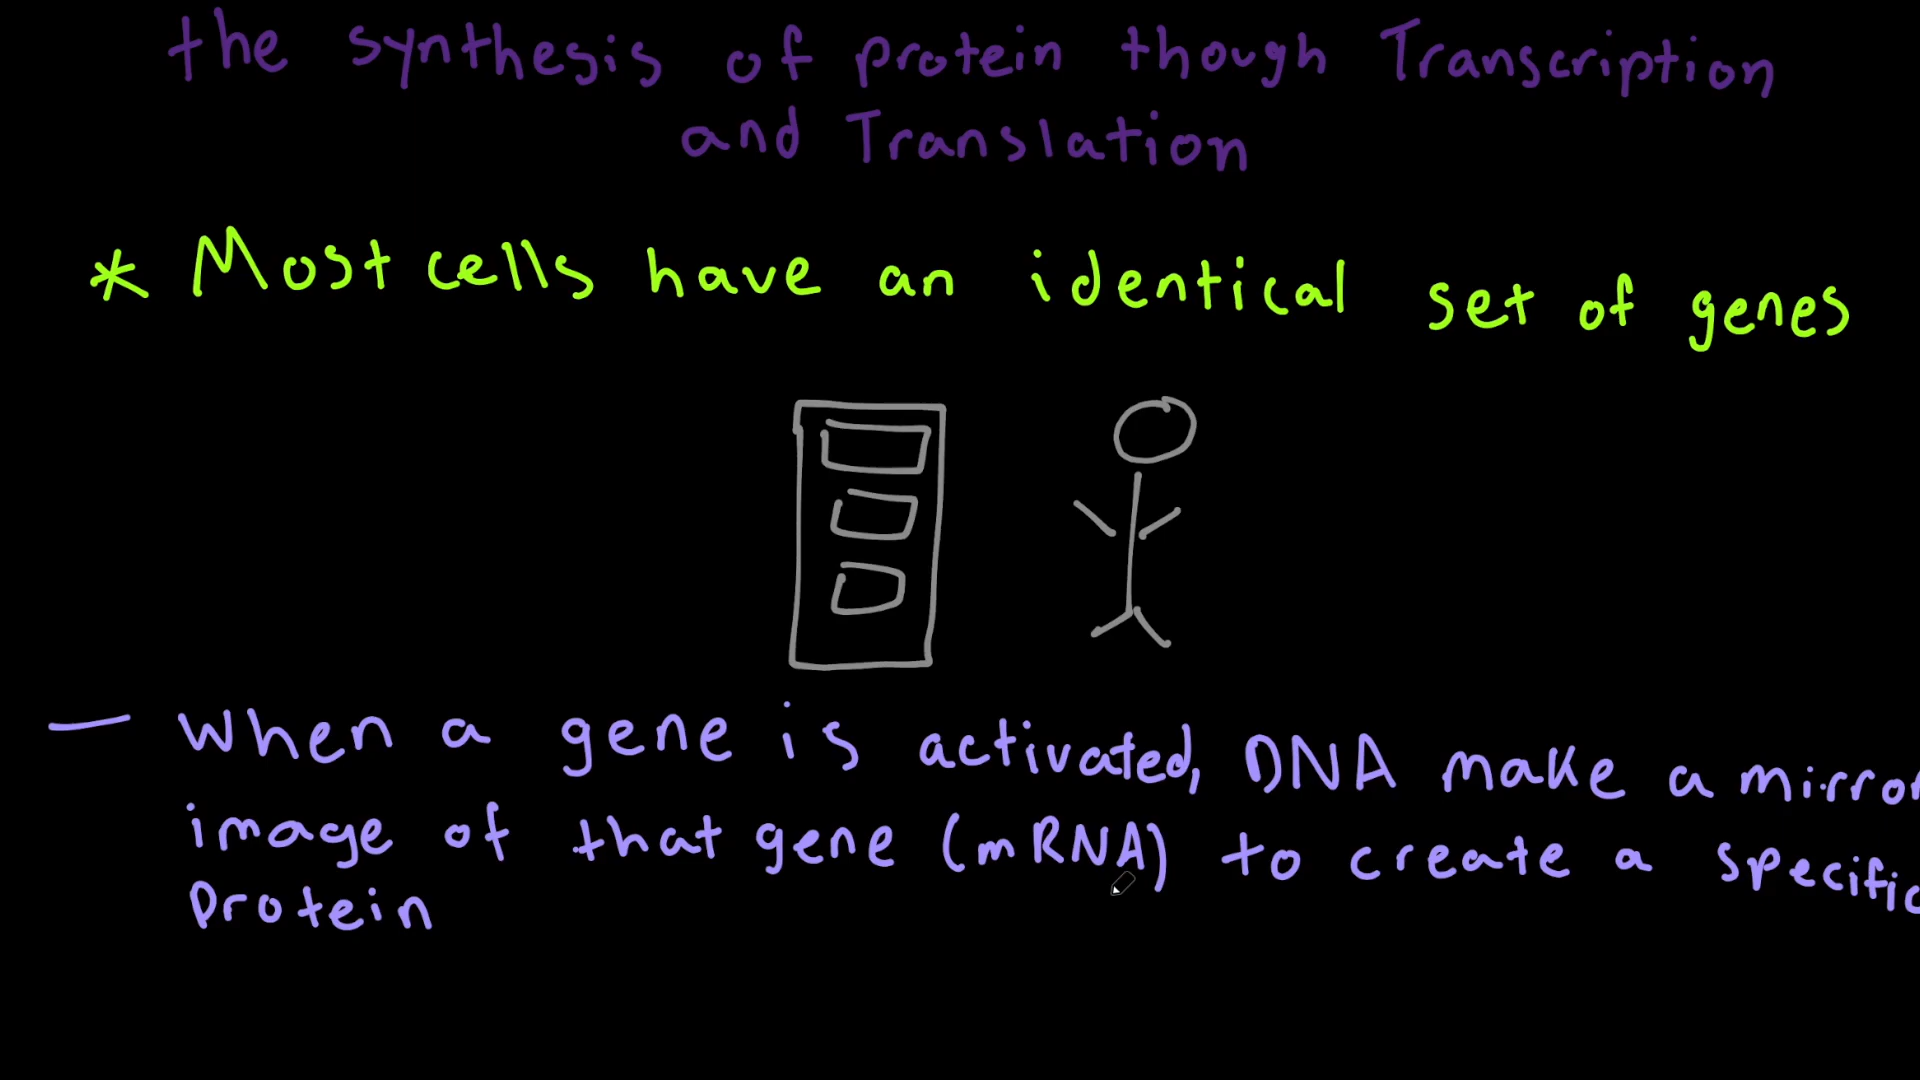 the synthesis of protein though Transcription
and Translation
* Most cells have an identical set of genes
— When a gene is activated, DNA make a mirror
image of that gene (mRNA) to create a specific
protein